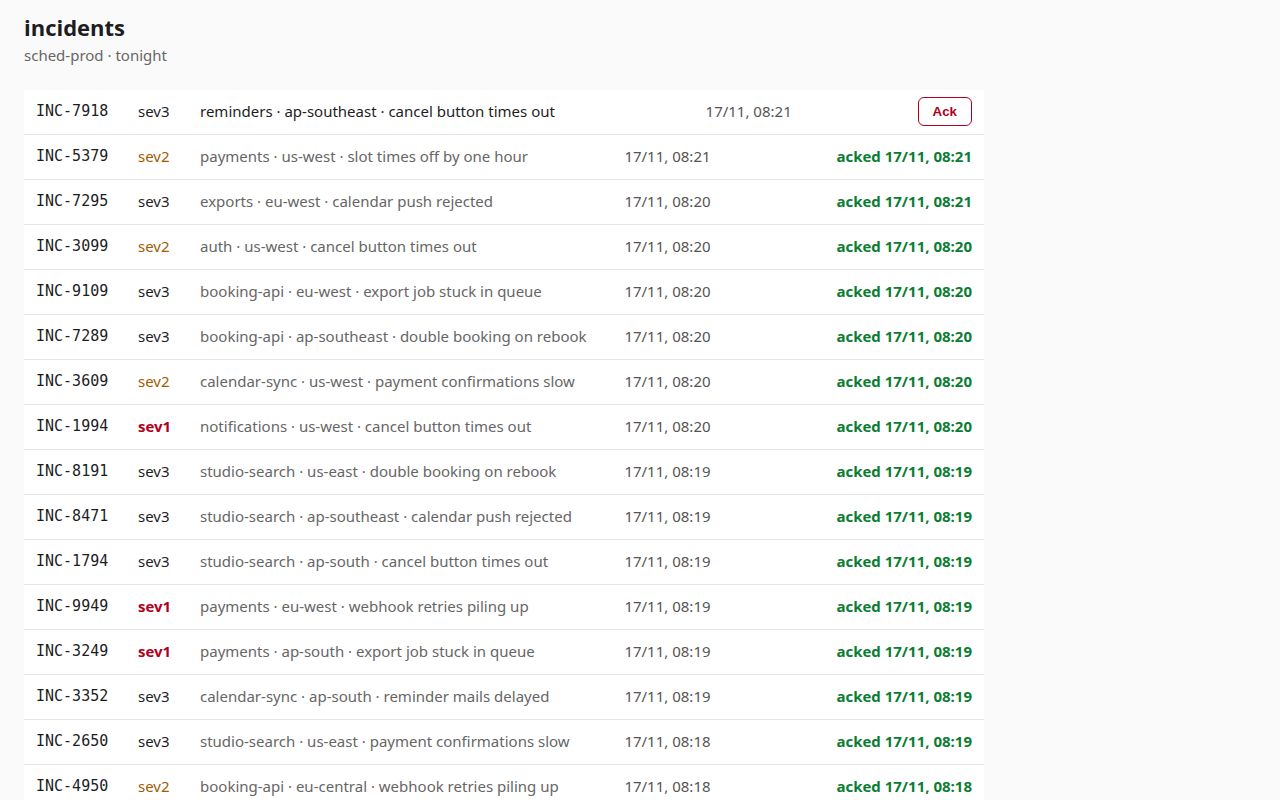 incidents
sched-prod · tonight
INC-7918 sev3 reminders · ap-southeast · cancel button times out 17/11, 08:21 Ack
INC-5379 sev2 payments · us-west · slot times off by one hour 17/11, 08:21 acked 17/11, 08:21
INC-7295 sev3 exports · eu-west · calendar push rejected 17/11, 08:20 acked 17/11, 08:21
INC-3099 sev2 auth · us-west · cancel button times out 17/11, 08:20 acked 17/11, 08:20
INC-9109 sev3 booking-api · eu-west · export job stuck in queue 17/11, 08:20 acked 17/11, 08:20
INC-7289 sev3 booking-api · ap-southeast · double booking on rebook 17/11, 08:20 acked 17/11, 08:20
INC-3609 sev2 calendar-sync · us-west · payment confirmations slow 17/11, 08:20 acked 17/11, 08:20
INC-1994 sev1 notifications · us-west · cancel button times out 17/11, 08:20 acked 17/11, 08:20
INC-8191 sev3 studio-search · us-east · double booking on rebook 17/11, 08:19 acked 17/11, 08:19
INC-8471 sev3 studio-search · ap-southeast · calendar push rejected 17/11, 08:19 acked 17/11, 08:19
INC-1794 sev3 studio-search · ap-south · cancel button times out 17/11, 08:19 acked 17/11, 08:19
INC-9949 sev1 payments · eu-west · webhook retries piling up 17/11, 08:19 acked 17/11, 08:19
INC-3249 sev1 payments · ap-south · export job stuck in queue 17/11, 08:19 acked 17/11, 08:19
INC-3352 sev3 calendar-sync · ap-south · reminder mails delayed 17/11, 08:19 acked 17/11, 08:19
INC-2650 sev3 studio-search · us-east · payment confirmations slow 17/11, 08:18 acked 17/11, 08:19
INC-4950 sev2 booking-api · eu-central · webhook retries piling up 17/11, 08:18 acked 17/11, 08:18